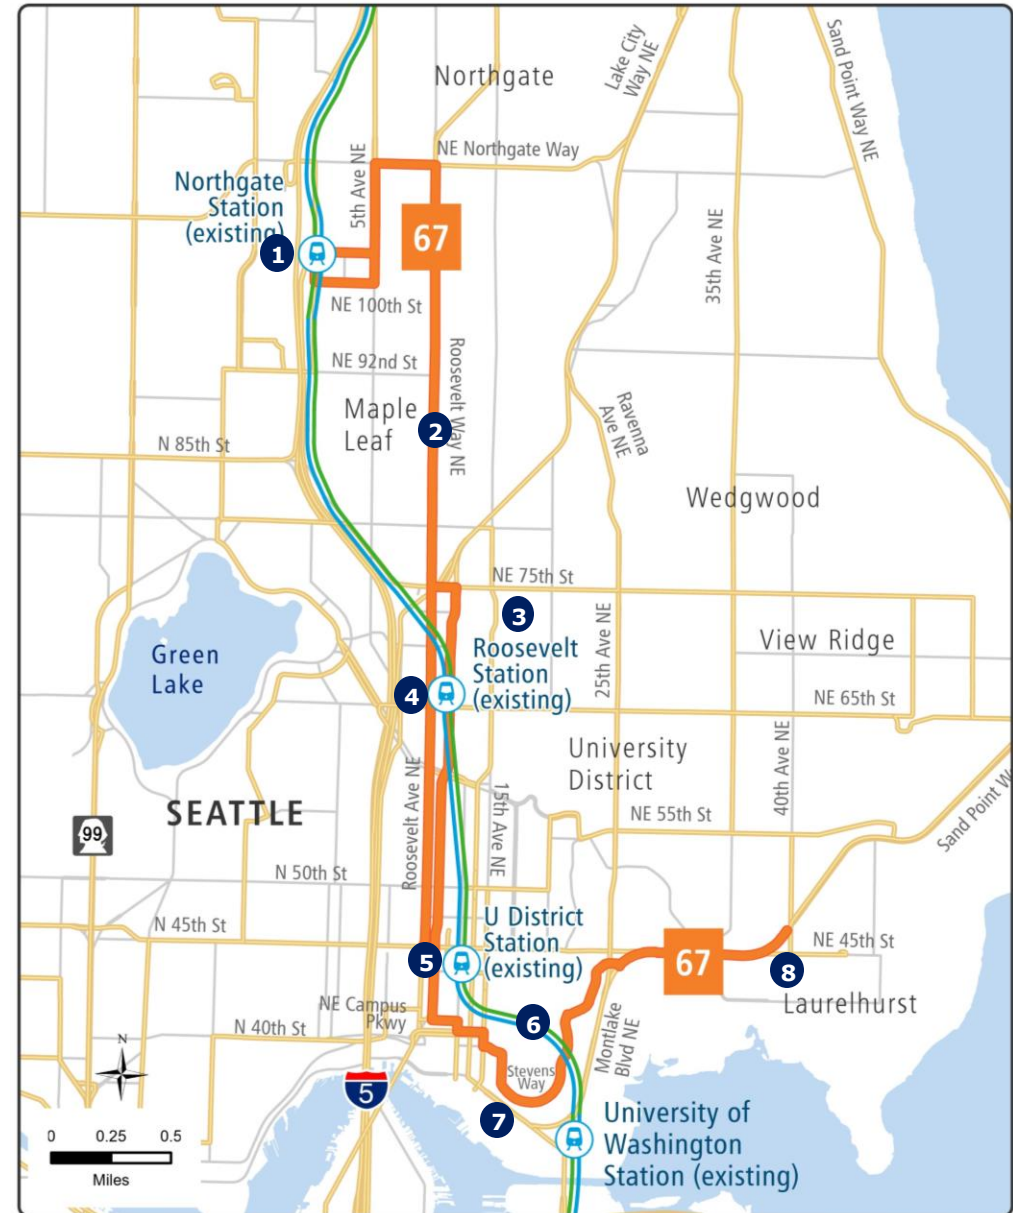 Northgate
Lake City
Way NE
Sand Point Way NE
NE Northgate Way
5th Ave NE
Northgate
Station
(existing)
1
67
35th Ave NE
NE 100th St
NE 92nd St
Roosevelt Way NE
Maple
Leaf
2
Ravenna
Ave NE
N 85th St
Wedgwood
NE 75th St
3
25th Ave NE
Roosevelt
Station
(existing)
View Ridge
Green
Lake
4
NE 65th St
40th Ave NE
University
District
Roosevelt Ave NE
15th Ave NE
SEATTLE
99
NE 55th St
Sand Point W
N 50th St
N 45th St
U District
Station
(existing)
5
67
NE 45th St
8
Laurelhurst
NE Campus
Pkwy
6
N 40th St
Montlake
Blvd NE
N
Stevens
Way
5
7
University of
Washington
Station (existing)
0 0.25 0.5
Miles